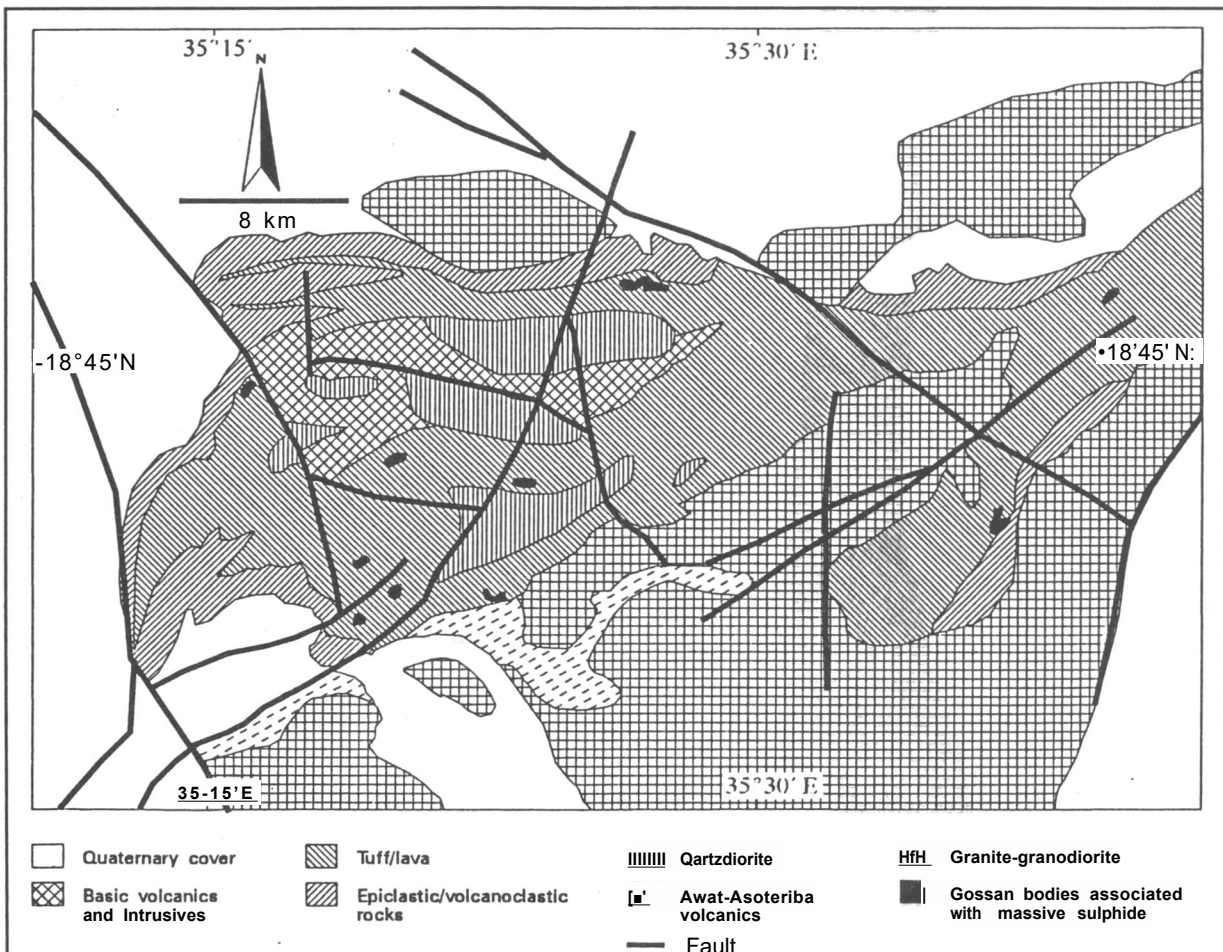 35°15′
35°30′ E
N
8 km
-18°45'N
•18'45' N:
35-15'E
35°30′ E
Quaternary cover
Basic volcanics
and Intrusives
Tuff/lava
Epiclastic/volcanoclastic
rocks
Qartzdiorite
Awat-Asoteriba
volcanics
Fault
HfH Granite-granodiorite
Gossan bodies associated
with massive sulphide